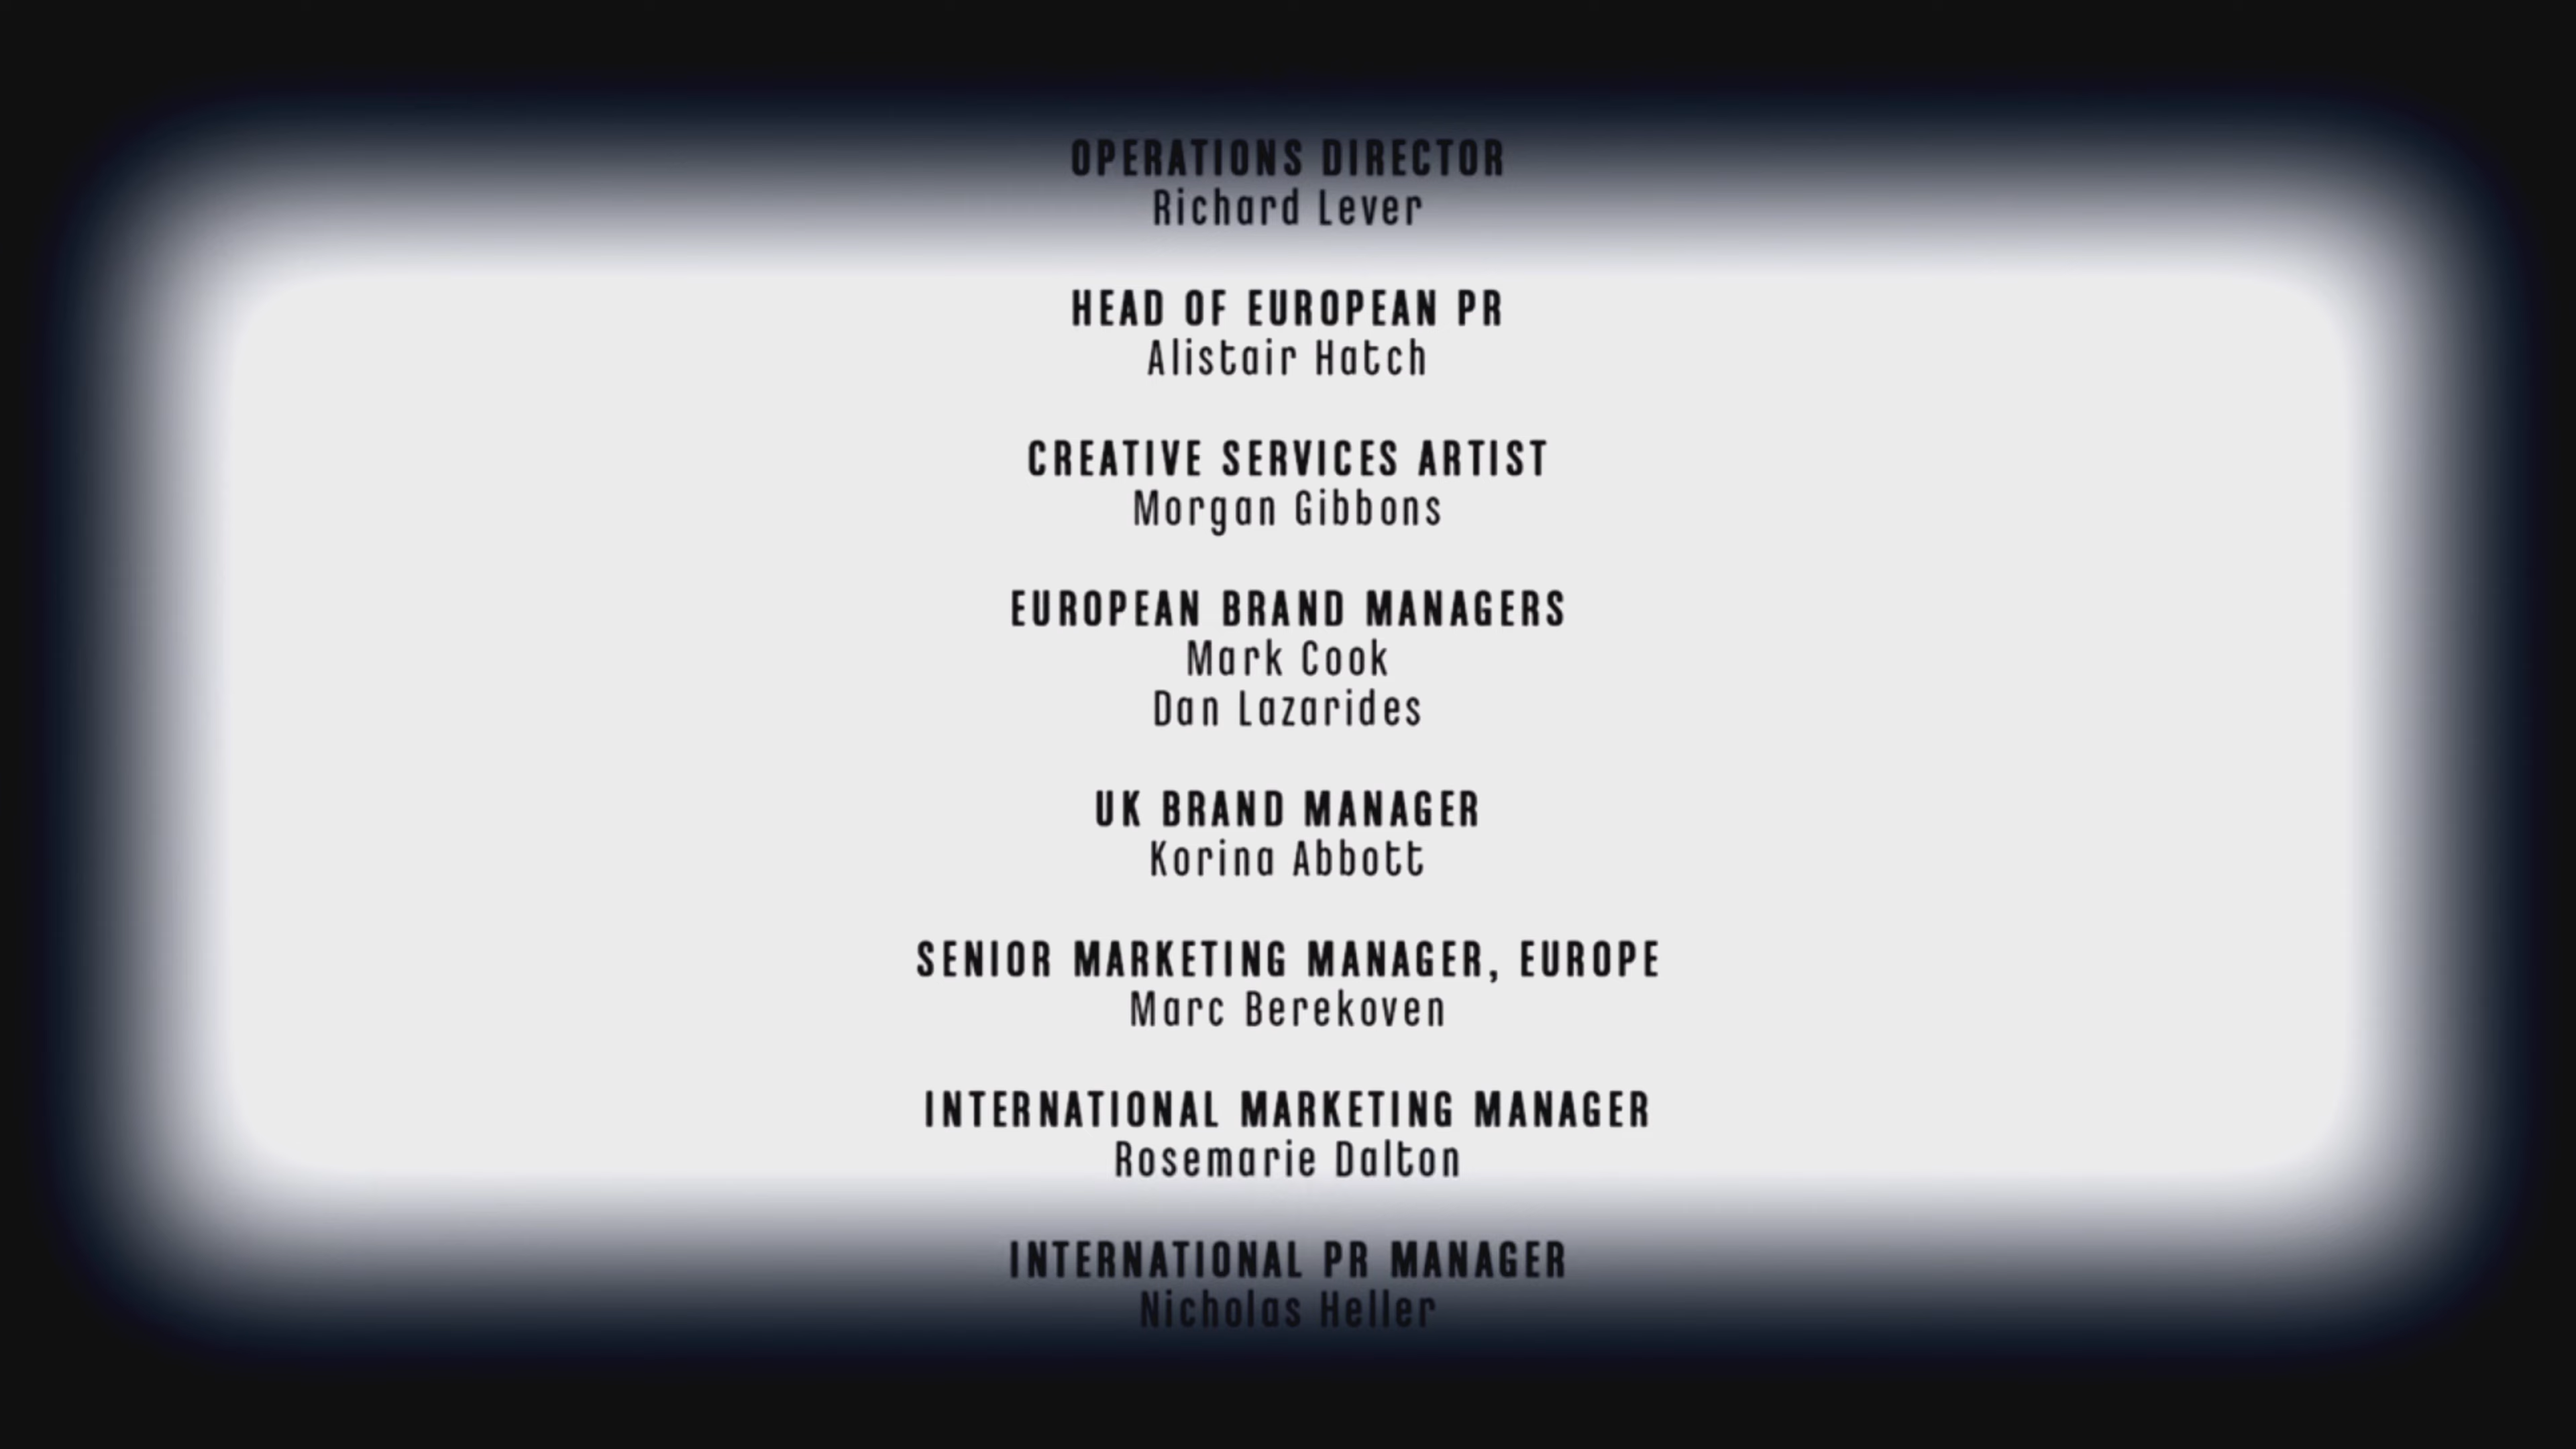 OPERATIONS DIRECTOR
Richard Lever
HEAD OF EUROPEAN PR
Alistair Hatch
CREATIVE SERVICES ARTIST
Morgan Gibbons
EUROPEAN BRAND MANAGERS
Mark Cook
Dan Lazarides
UK BRAND MANAGER
Korina Abbott
SENIOR MARKETING MANAGER, EUROPE
Marc Berekoven
INTERNATIONAL MARKETING MANAGER
Rosemarie Dalton
INTERNATIONAL PR MANAGER
Nicholas Heller